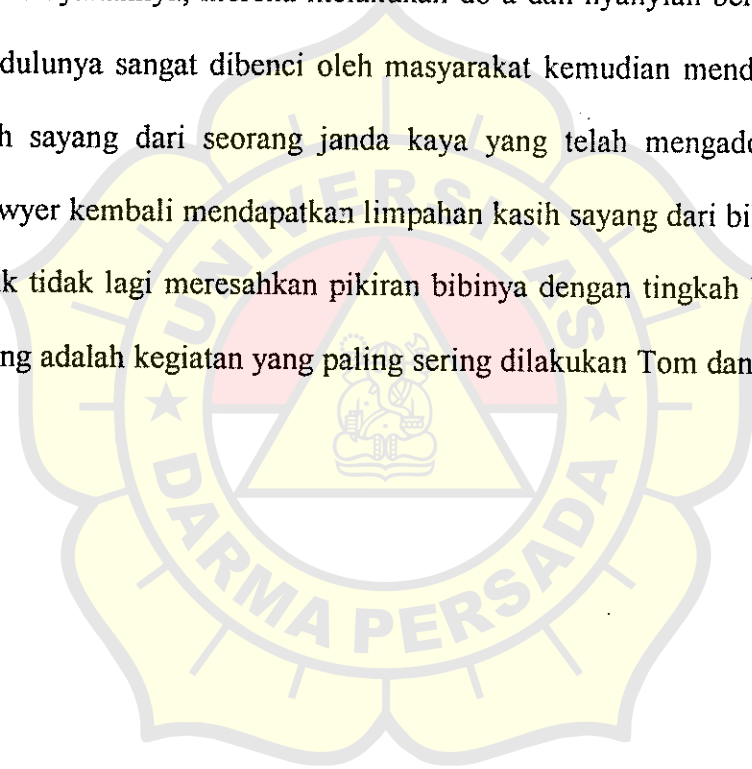 dulunya sangat dibenci oleh masyarakat kemudian mend
h sayang dari seorang janda kaya yang telah mengado
wyer kembali mendapatkan limpahan kasih sayang dari bi
k tidak lagi meresahkan pikiran bibinya dengan tingkah
ng adalah kegiatan yang paling sering dilakukan Tom dan
UNIVERSITAS
DARMA PERSADA